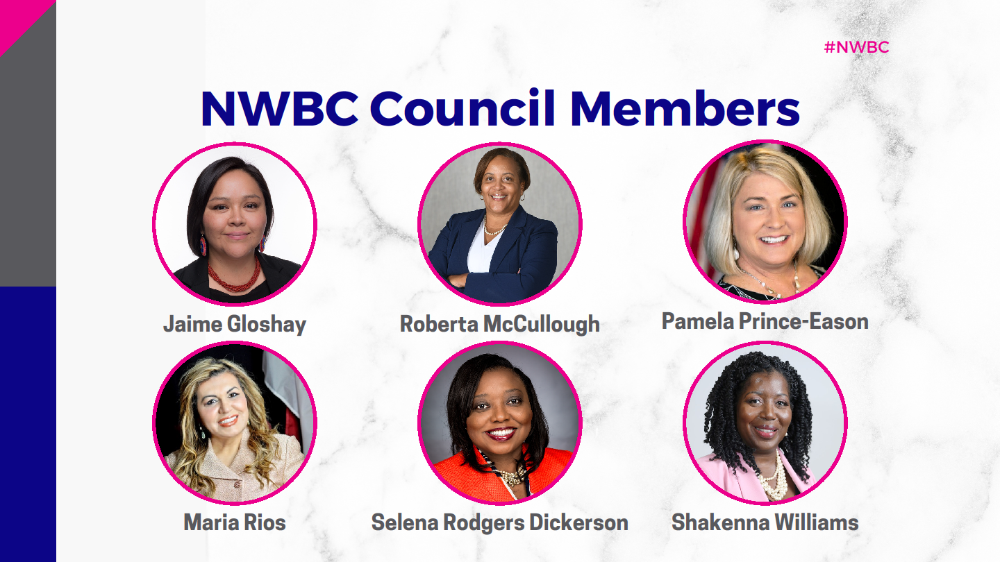 #NWBC
NWBC Council Members
Jaime Gloshay
Roberta McCullough
Pamela Prince-Eason
Maria Rios
Selena Rodgers Dickerson
Shakenna Williams